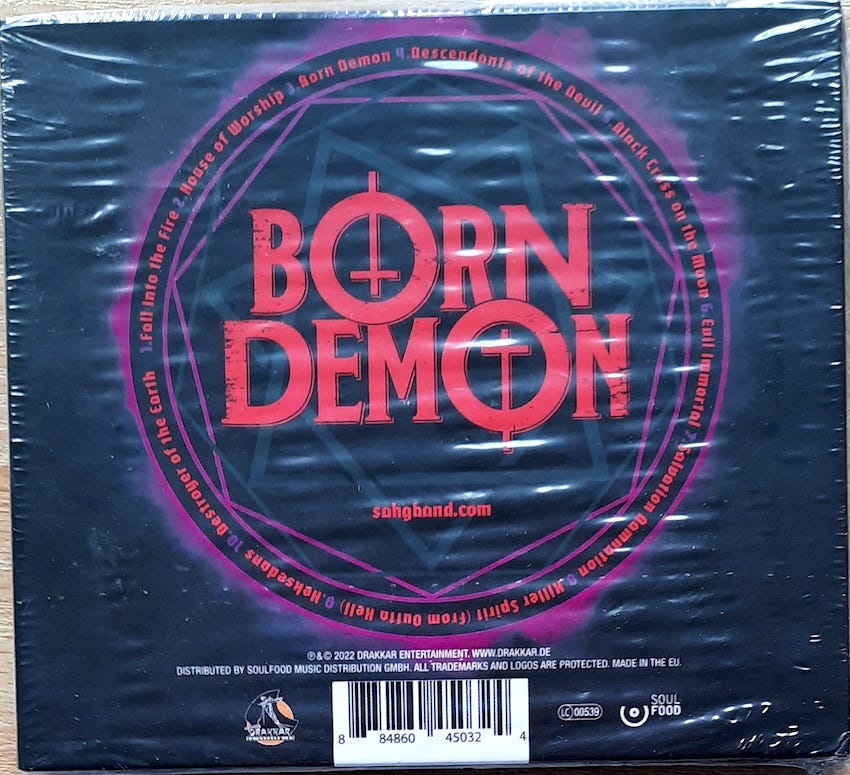 1.Fall Into the Fire 2.House of Worship 3.Born Demon 4.Descendants of the Devil 5.Black Cross on the Moon 6.Evil Immortal 7.Salvation Damnation 8.Killer Spirit (From Outta Hell) 9.Heksedans 10.Destroyer of the Earth
BORN
DEMON
sahgband.com
℗&© 2022 DRAKKAR ENTERTAINMENT. WWW.DRAKKAR.DE
DISTRIBUTED BY SOULFOOD MUSIC DISTRIBUTION GMBH. ALL TRADEMARKS AND LOGOS ARE PROTECTED. MADE IN THE EU.
DRAKKAR
8 84860 45032 4
LC 00539
SOUL
FOOD